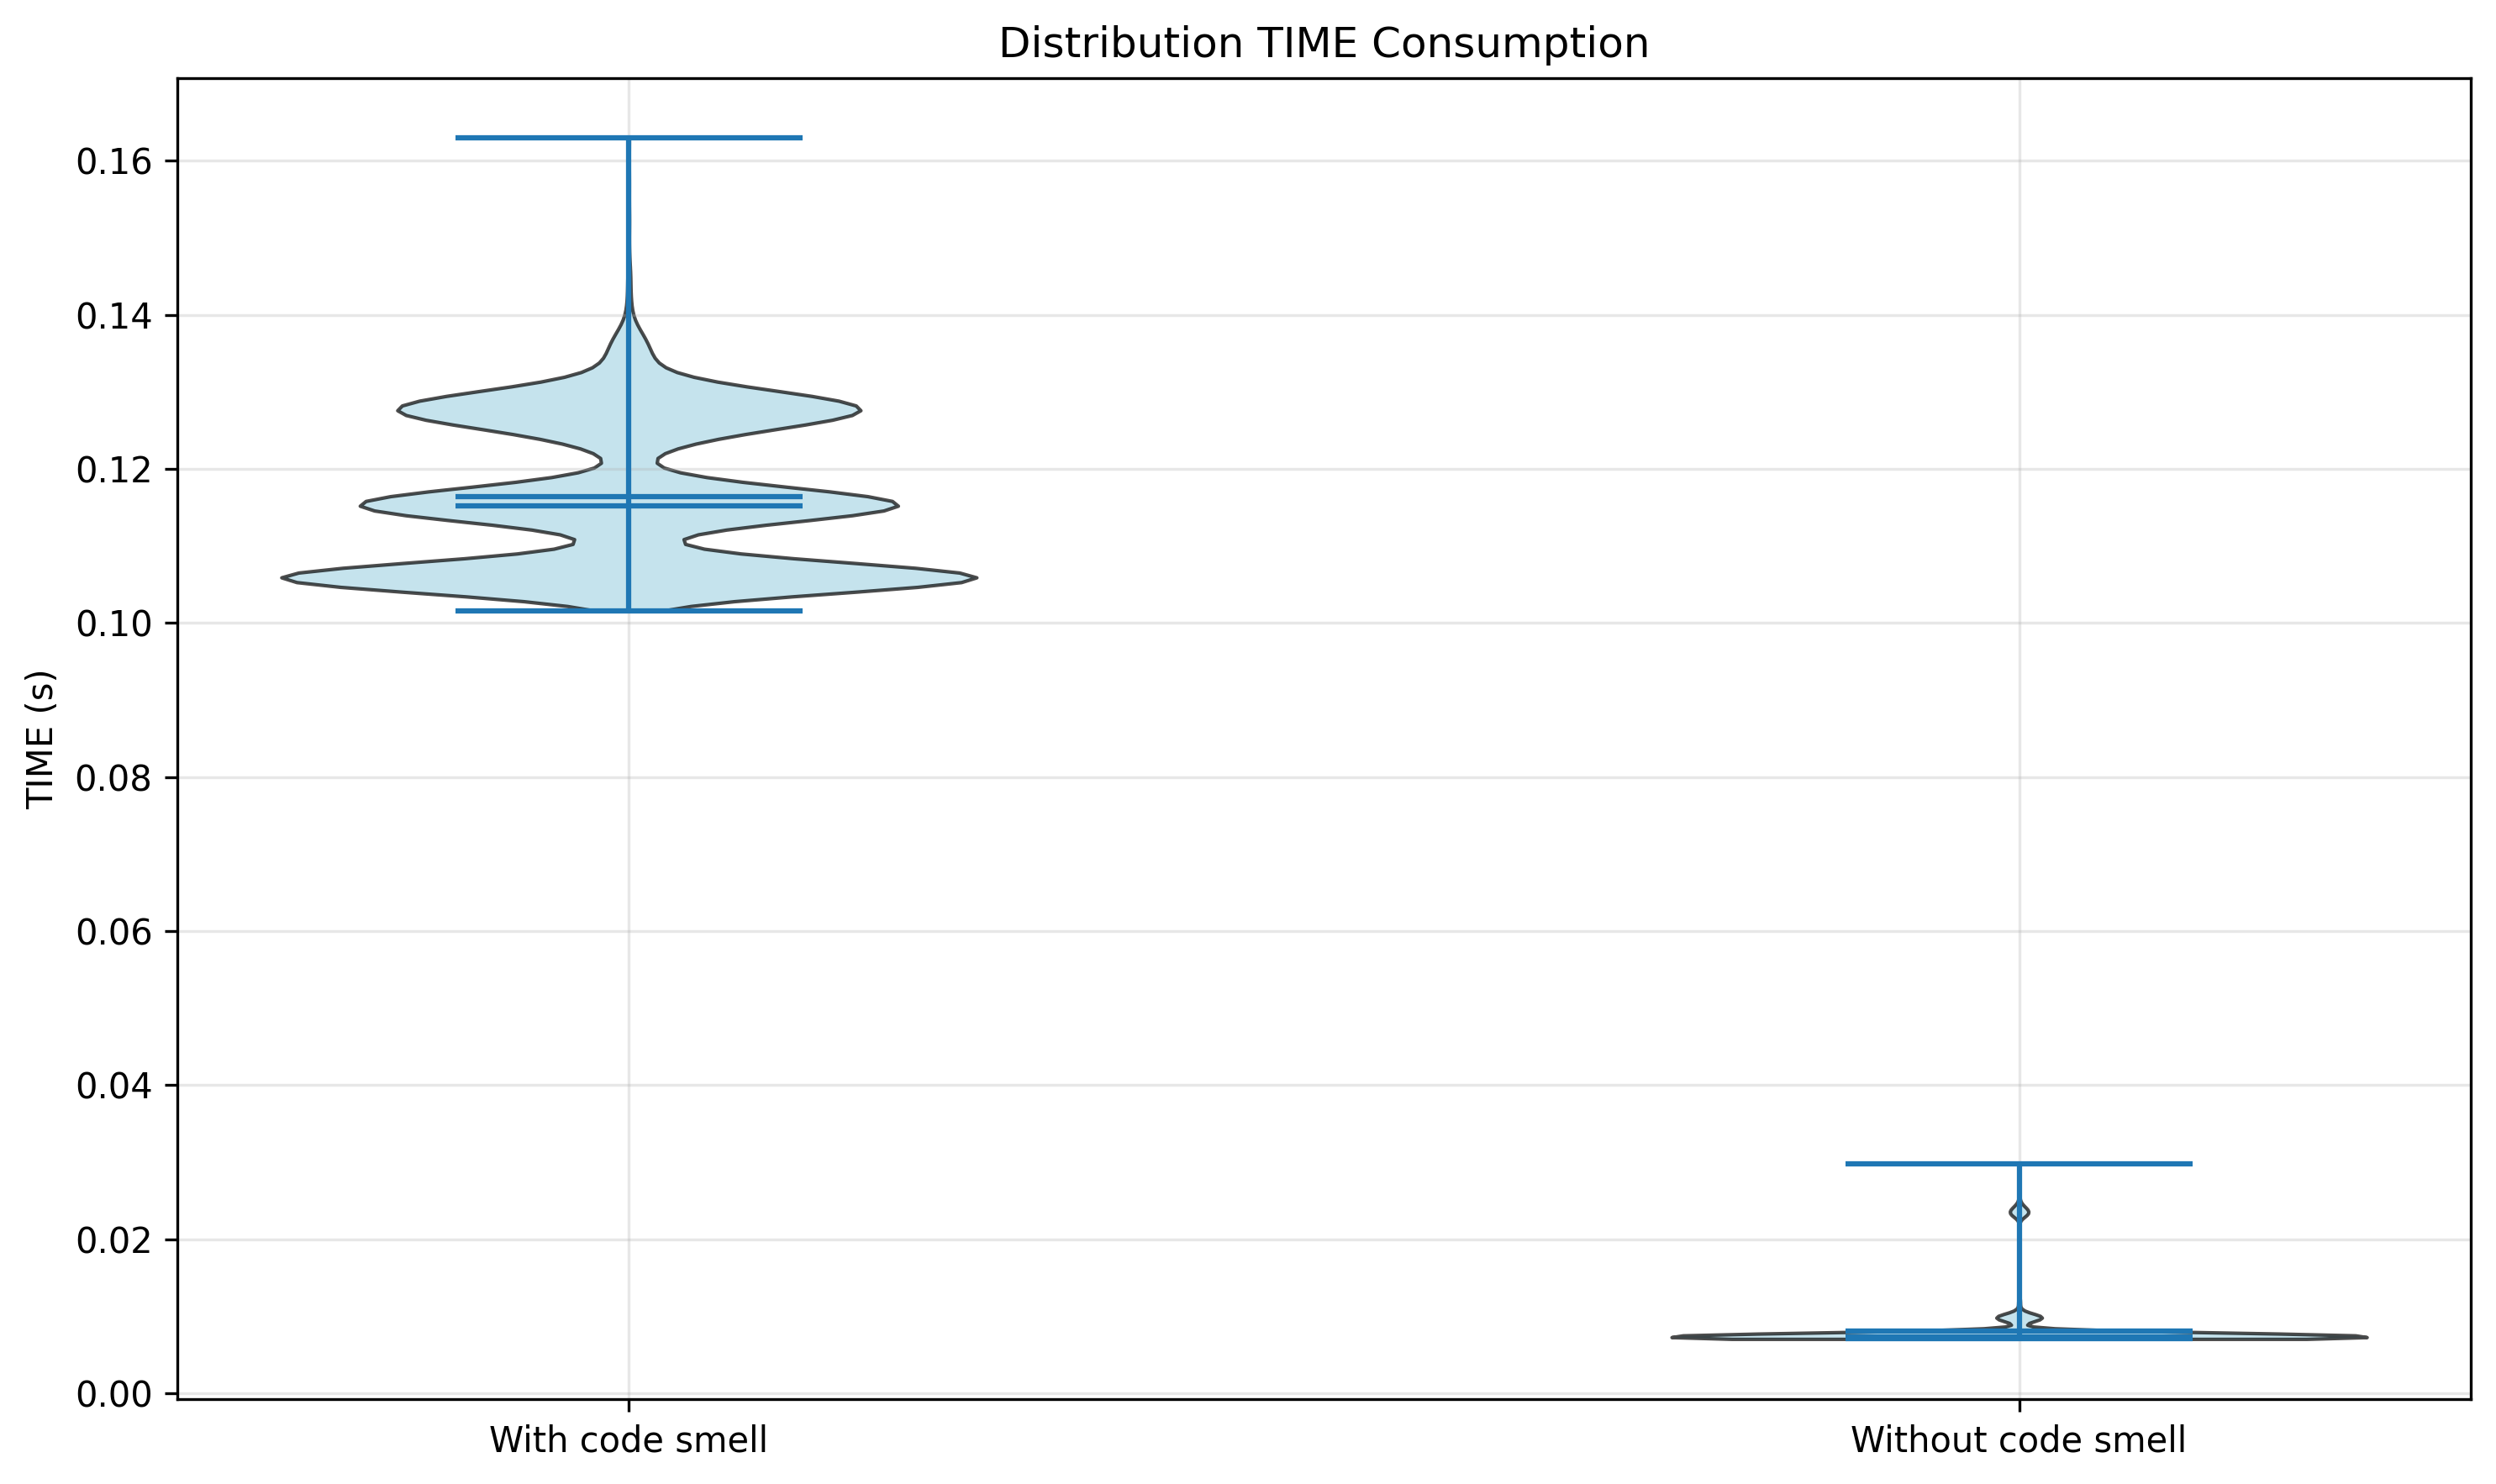 Distribution TIME Consumption
TIME (s)
0.16
0.14
0.12
0.10
0.08
0.06
0.04
0.02
0.00
With code smell
Without code smell